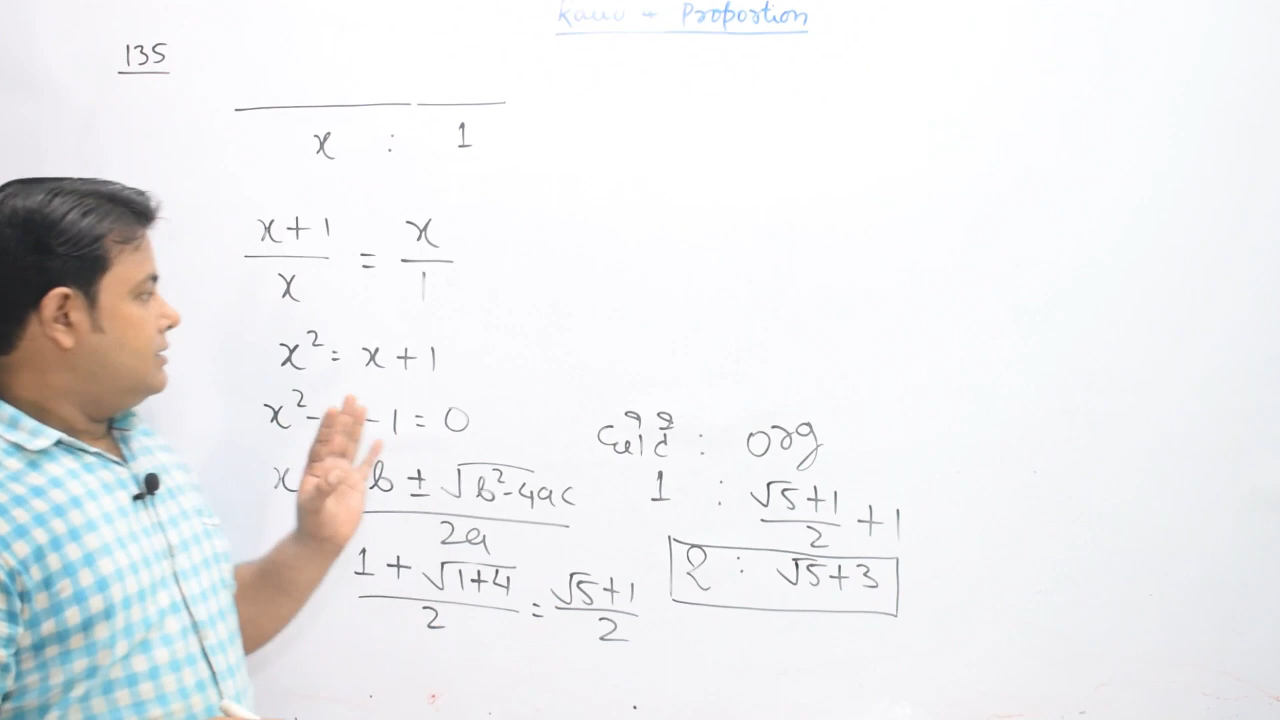 Proportion
135
x : 1
x+1/x = x/1
x² = x + 1
x² - - 1 = 0
x b ± √b²-4ac / 2a
1 + √1+4 / 2 = √5+1 / 2
: org
1 : √5+1 / 2 + 1
2 : √5+3